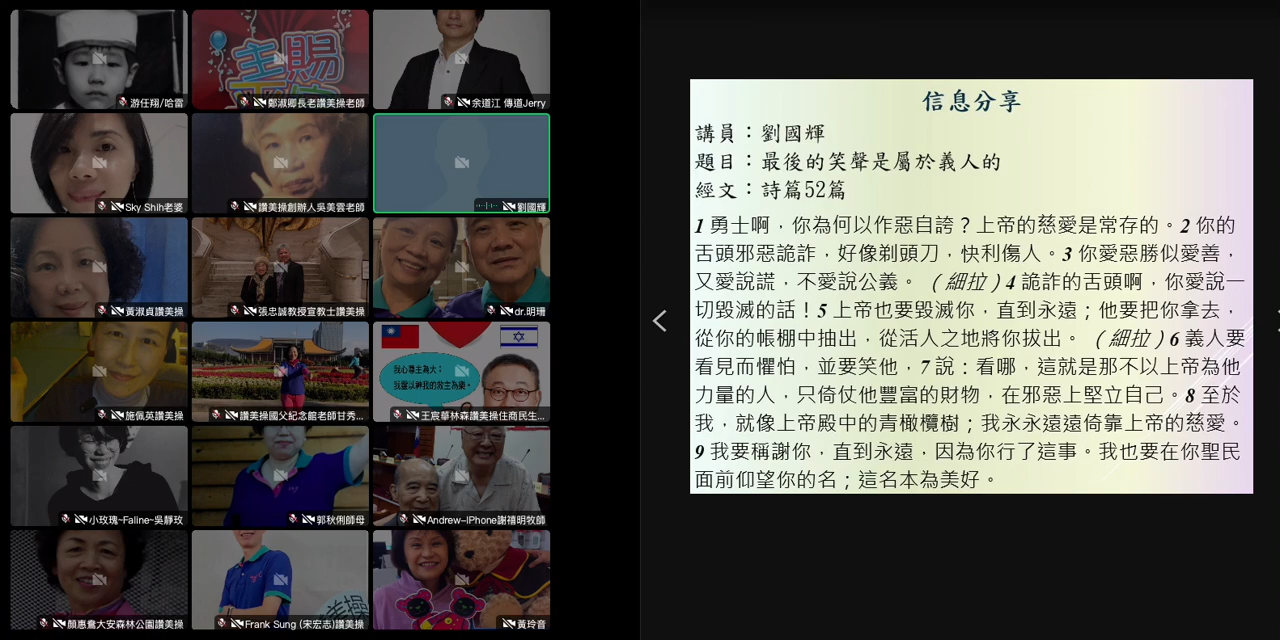 游任翔/哈雷
主賜
鄭淑卿長老讚美操老師
余道江 傳道Jerry
Sky Shih老婆
讚美操創辦人吳美雲老師
劉國輝
黃淑貞讚美操
張忠誠教授宣教士讚美操
dr.明珊
施佩英讚美操
讚美操國父紀念館老師甘秀...
我心尊主為大；
我靈以神我的救主為樂。
王宸華林森讚美操住商民生...
小玫瑰~Faline~吳靜玫
郭秋俐師母
Andrew-IPhone謝禧明牧師
顏惠鴦大安森林公園讚美操
Frank Sung (宋宏志)讚美操
黃玲音
信息分享
講員：劉國輝
題目：最後的笑聲是屬於義人的
經文：詩篇52篇
1 勇士啊，你為何以作惡自誇？上帝的慈愛是常存的。2 你的
舌頭邪惡詭詐，好像剃頭刀，快利傷人。3 你愛惡勝似愛善，
又愛說謊，不愛說公義。（細拉）4 詭詐的舌頭啊，你愛說一
切毀滅的話！5 上帝也要毀滅你，直到永遠；他要把你拿去，
從你的帳棚中抽出，從活人之地將你拔出。（細拉）6 義人要
看見而懼怕，並要笑他，7 說：看哪，這就是那不以上帝為他
力量的人，只倚仗他豐富的財物，在邪惡上堅立自己。8 至於
我，就像上帝殿中的青橄欖樹；我永永遠遠倚靠上帝的慈愛。
9 我要稱謝你，直到永遠，因為你行了這事。我也要在你聖民
面前仰望你的名；這名本為美好。